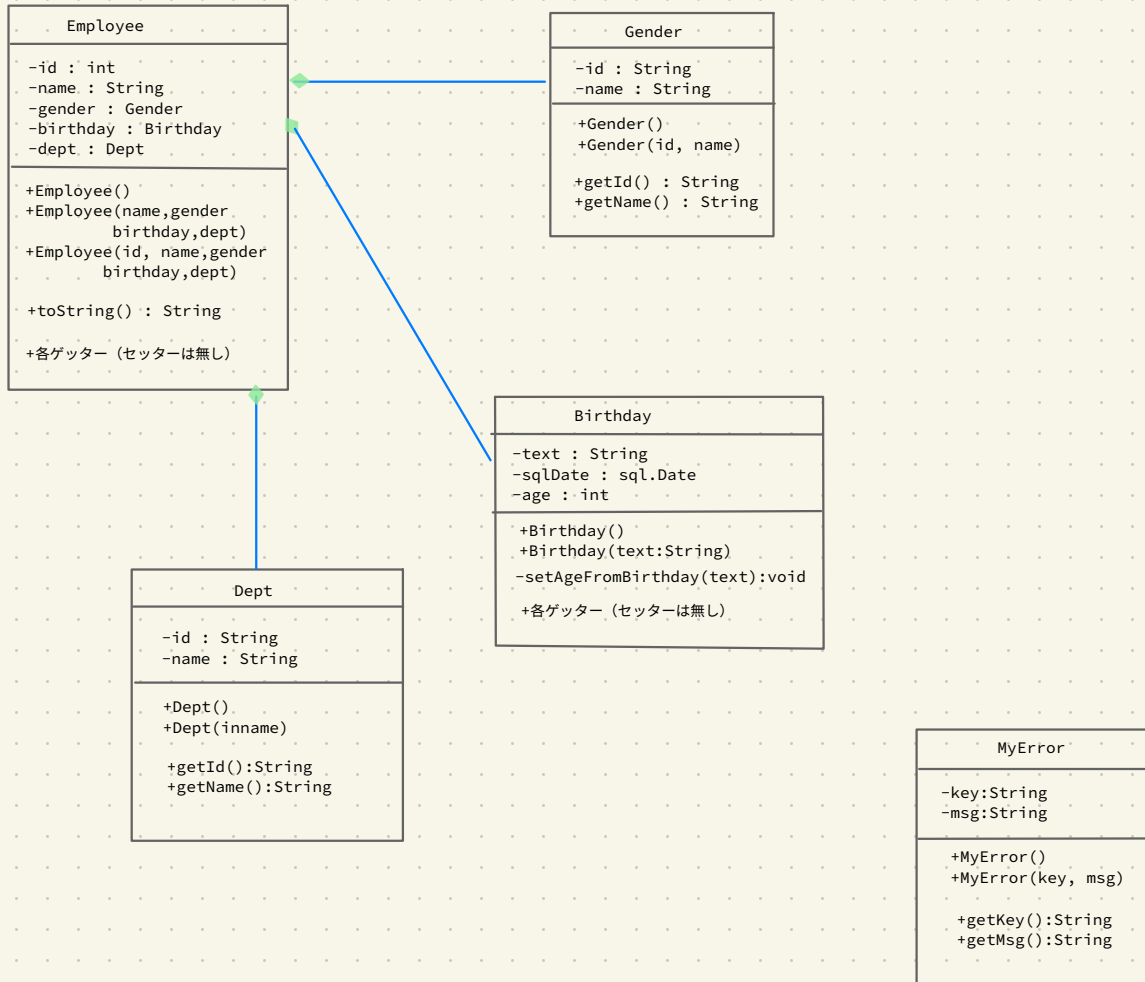 Employee
-id : int
-name : String
-gender : Gender
-birthday : Birthday
-dept : Dept
+Employee()
+Employee(name,gender
birthday,dept)
+Employee(id, name,gender
birthday,dept)
+toString() : String
+各ゲッター（セッターは無し）
Gender
-id : String
-name : String
+Gender()
+Gender(id, name)
+getId() : String
+getName() : String
Birthday
-text : String
-sqlDate : sql.Date
-age : int
+Birthday()
+Birthday(text:String)
-setAgeFromBirthday(text):void
+各ゲッター（セッターは無し）
Dept
-id : String
-name : String
+Dept()
+Dept(inname)
+getId():String
+getName():String
MyError
-key:String
-msg:String
+MyError()
+MyError(key, msg)
+getKey():String
+getMsg():String